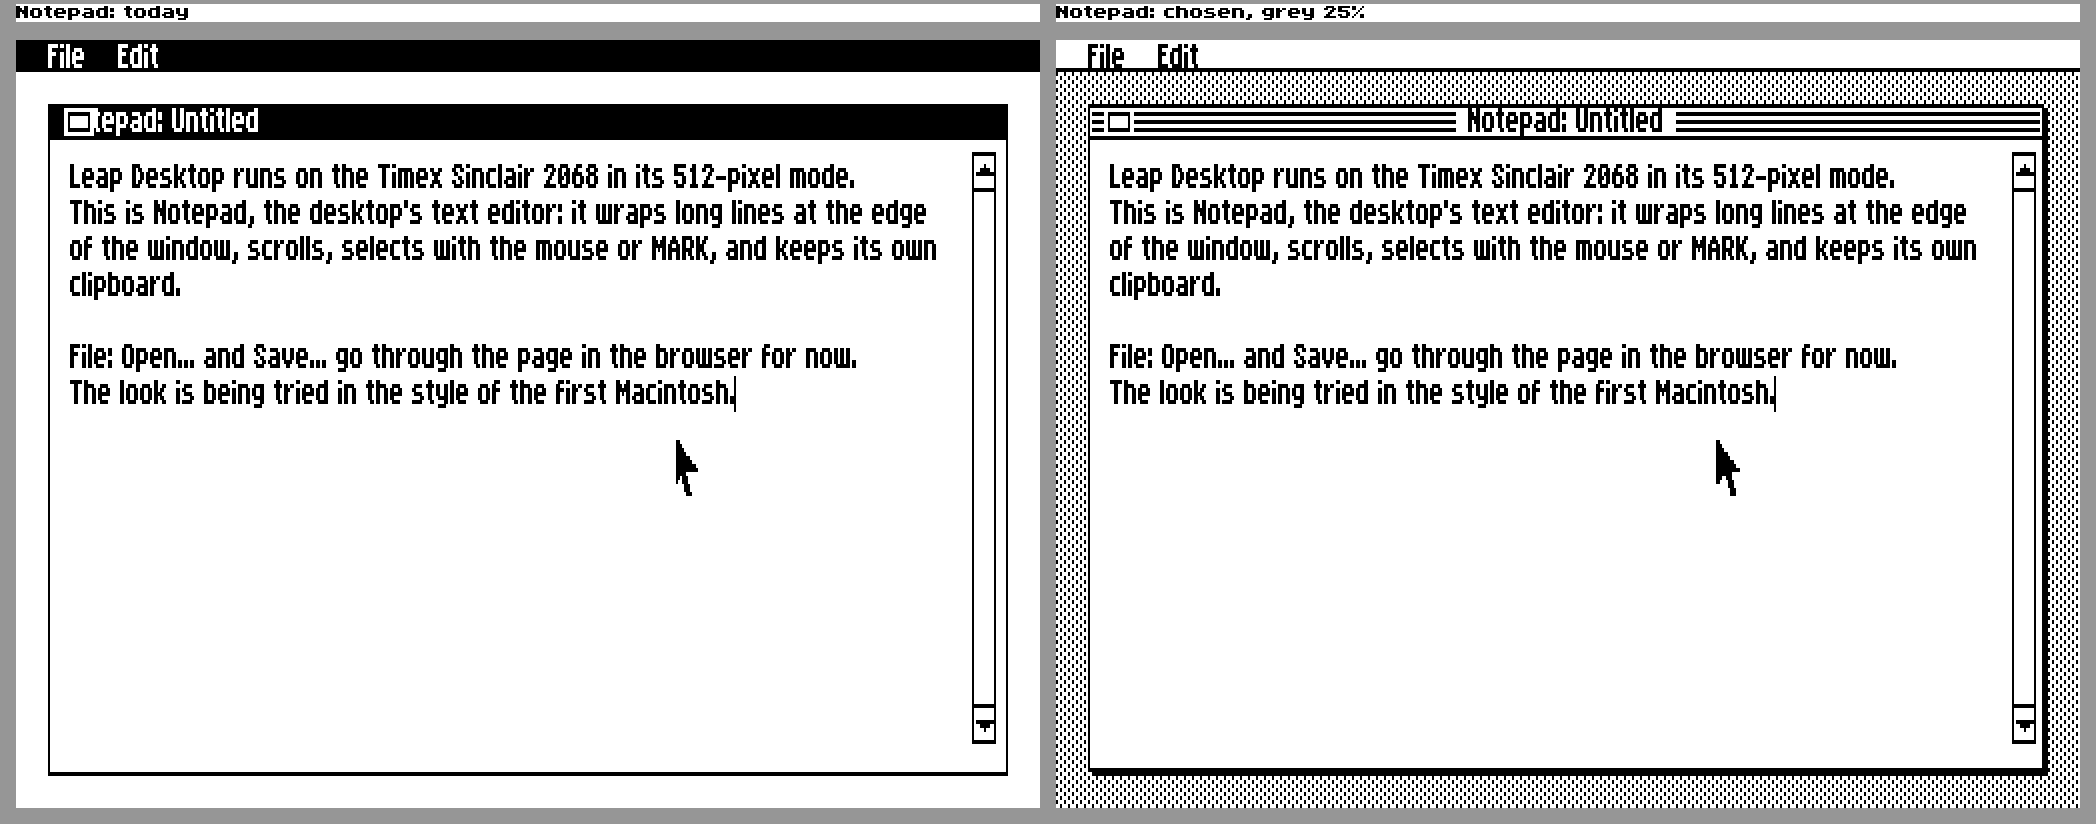 Notepad: today
File Edit
tepad: Untitled
Leap Desktop runs on the Timex Sinclair 2068 in its 512-pixel mode.
This is Notepad, the desktop's text editor: it wraps long lines at the edge
of the window, scrolls, selects with the mouse or MARK, and keeps its own
clipboard.
File: Open... and Save... go through the page in the browser for now.
The look is being tried in the style of the first Macintosh.
Notepad: chosen, grey 25%
File Edit
Notepad: Untitled
Leap Desktop runs on the Timex Sinclair 2068 in its 512-pixel mode.
This is Notepad, the desktop's text editor: it wraps long lines at the edge
of the window, scrolls, selects with the mouse or MARK, and keeps its own
clipboard.
File: Open... and Save... go through the page in the browser for now.
The look is being tried in the style of the first Macintosh.